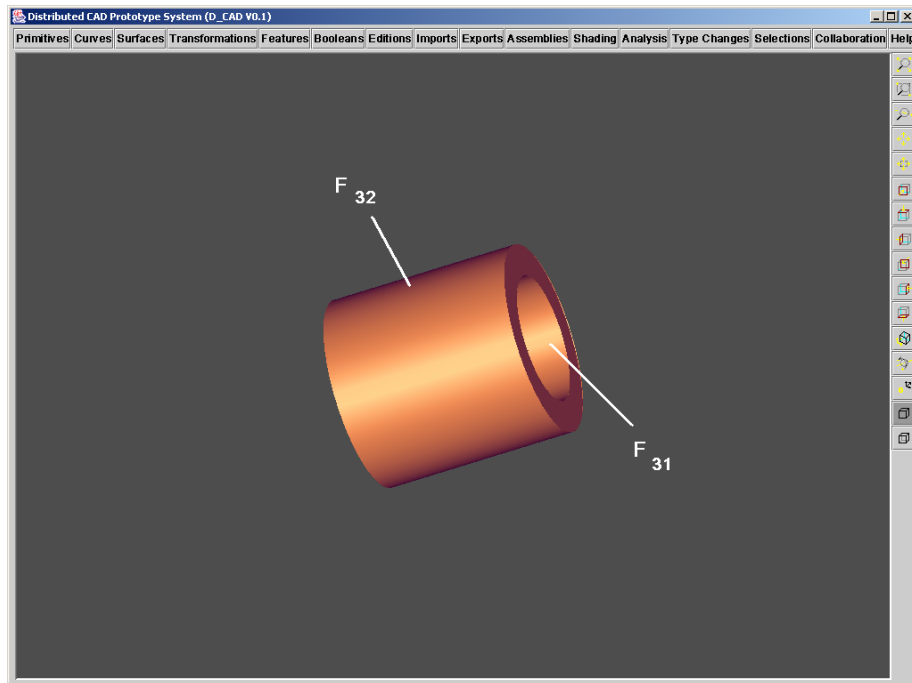 Distributed CAD Prototype System (D_CAD V0.1)
Primitives Curves Surfaces Transformations Features Booleans Editions Imports Exports Assemblies Shading Analysis Type Changes Selections Collaboration Help
F 32
F 31